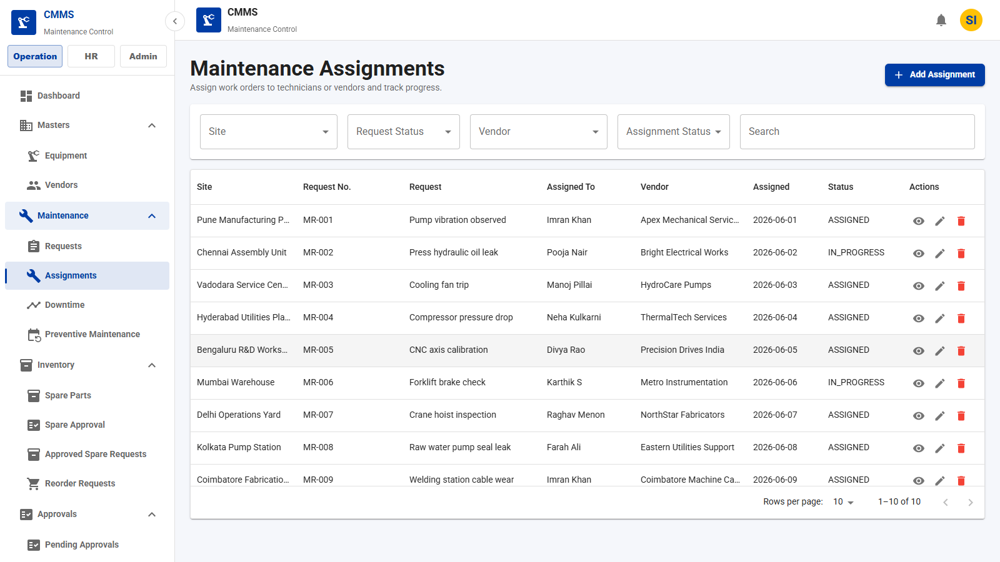 CMMS
Maintenance Control
Operation
HR
Admin
Dashboard
Masters
Equipment
Vendors
Maintenance
Requests
Assignments
Downtime
Preventive Maintenance
Inventory
Spare Parts
Spare Approval
Approved Spare Requests
Reorder Requests
Approvals
Pending Approvals
CMMS
Maintenance Control
SI
Maintenance Assignments
Assign work orders to technicians or vendors and track progress.
Add Assignment
Site
Request Status
Vendor
Assignment Status
Search
Site Request No. Request Assigned To Vendor Assigned Status Actions
Pune Manufacturing P... MR-001 Pump vibration observed Imran Khan Apex Mechanical Servic... 2026-06-01 ASSIGNED
Chennai Assembly Unit MR-002 Press hydraulic oil leak Pooja Nair Bright Electrical Works 2026-06-02 IN_PROGRESS
Vadodara Service Cen... MR-003 Cooling fan trip Manoj Pillai HydroCare Pumps 2026-06-03 ASSIGNED
Hyderabad Utilities Pla... MR-004 Compressor pressure drop Neha Kulkarni ThermalTech Services 2026-06-04 ASSIGNED
Bengaluru R&D Works... MR-005 CNC axis calibration Divya Rao Precision Drives India 2026-06-05 ASSIGNED
Mumbai Warehouse MR-006 Forklift brake check Karthik S Metro Instrumentation 2026-06-06 IN_PROGRESS
Delhi Operations Yard MR-007 Crane hoist inspection Raghav Menon NorthStar Fabricators 2026-06-07 ASSIGNED
Kolkata Pump Station MR-008 Raw water pump seal leak Farah Ali Eastern Utilities Support 2026-06-08 ASSIGNED
Coimbatore Fabricatio... MR-009 Welding station cable wear Imran Khan Coimbatore Machine Ca... 2026-06-09 ASSIGNED
Rows per page: 10 1–10 of 10